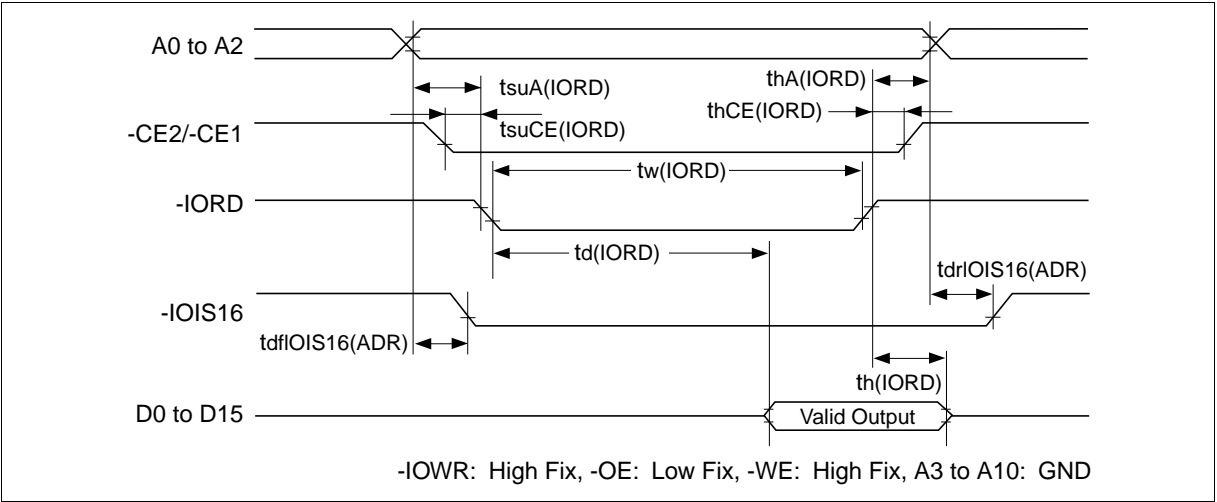 A0 to A2
tsuA(IORD)
thA(IORD)
thCE(IORD)
-CE2/-CE1
tsuCE(IORD)
tw(IORD)
-IORD
td(IORD)
tdrIOIS16(ADR)
-IOIS16
tdfIOIS16(ADR)
th(IORD)
D0 to D15
Valid Output
-IOWR: High Fix, -OE: Low Fix, -WE: High Fix, A3 to A10: GND